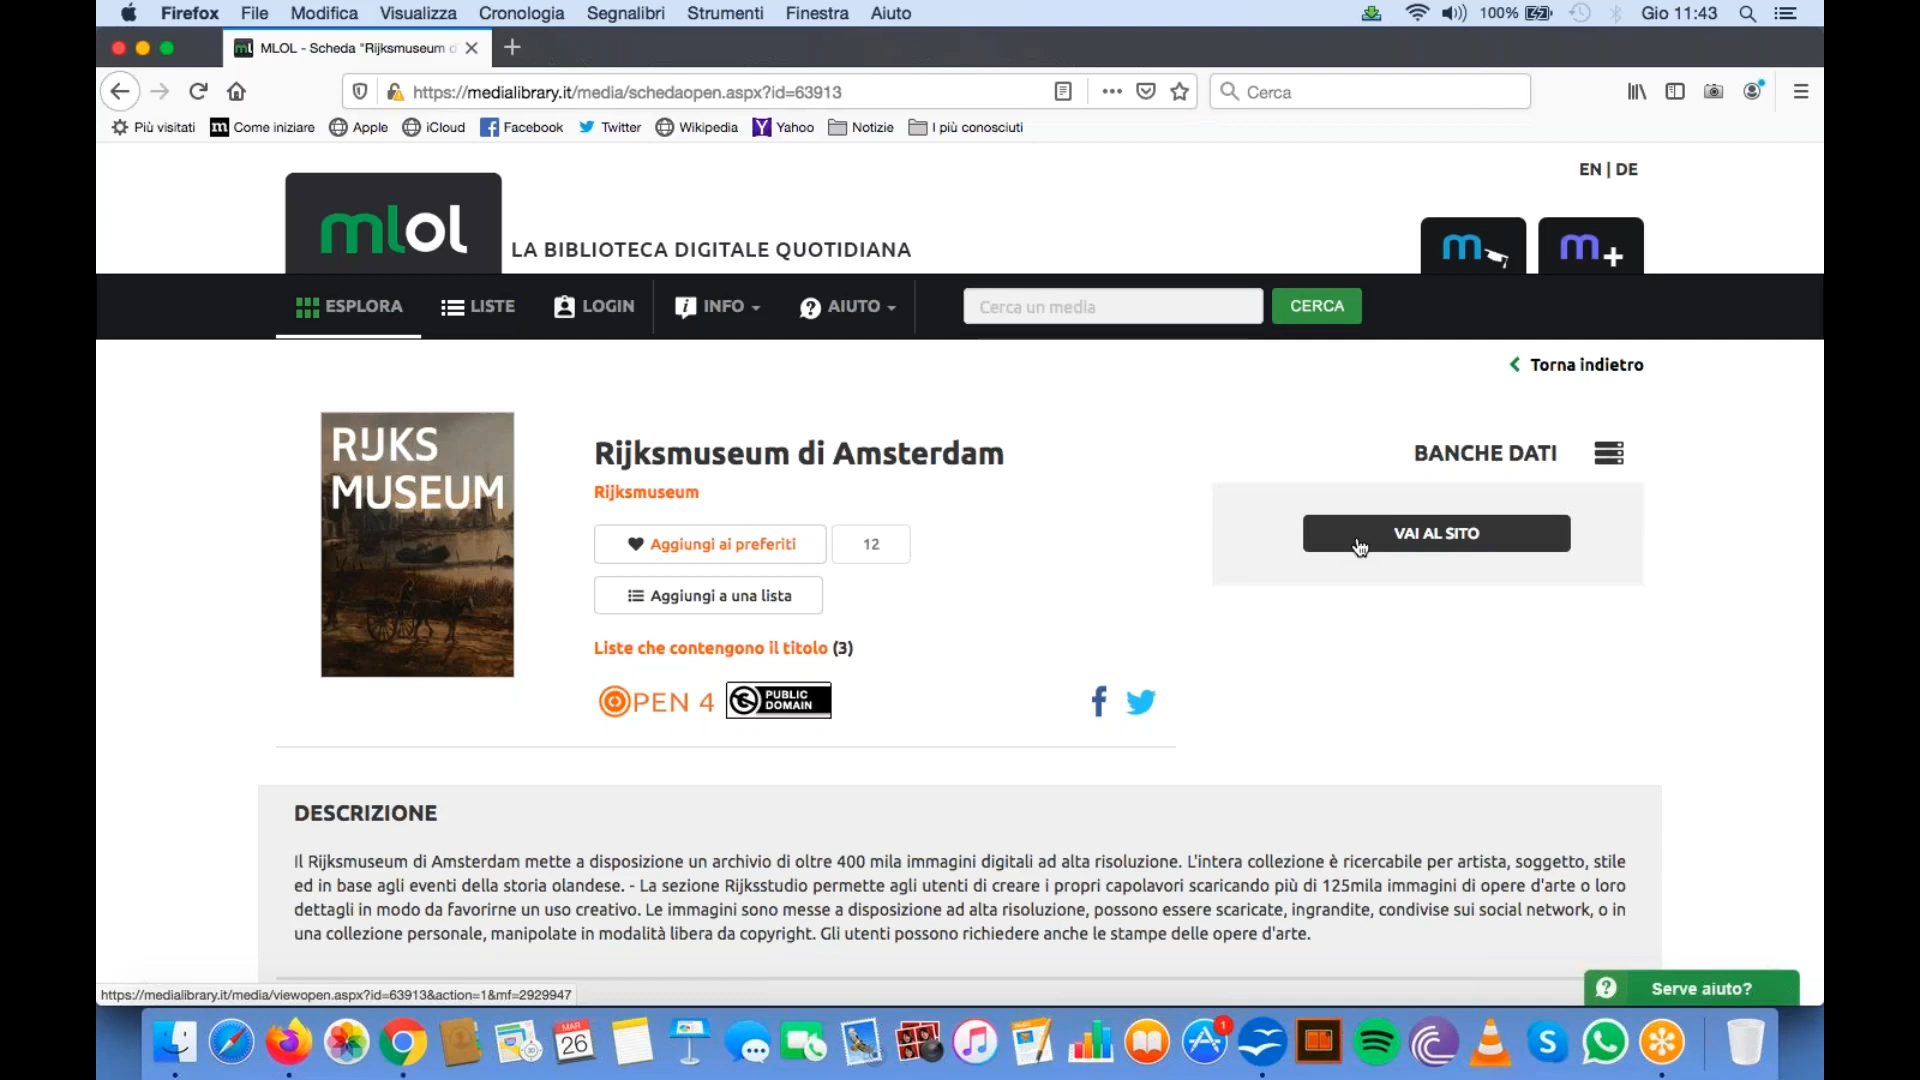 Firefox File Modifica Visualizza Cronologia Segnalibri Strumenti Finestra Aiuto 100% Gio 11:43
ml MLOL - Scheda "Rijksmuseum d
https://medialibrary.it/media/schedaopen.aspx?id=63913 Cerca
Più visitati m Come iniziare Apple iCloud Facebook Twitter Wikipedia Yahoo Notizie I più conosciuti
EN | DE
mlol LA BIBLIOTECA DIGITALE QUOTIDIANA m m+
ESPLORA LISTE LOGIN INFO AIUTO Cerca un media CERCA
Torna indietro
RIJKS
MUSEUM
Rijksmuseum di Amsterdam
Rijksmuseum
Aggiungi ai preferiti 12
Aggiungi a una lista
Liste che contengono il titolo (3)
OPEN 4 PUBLIC
DOMAIN
BANCHE DATI
VAI AL SITO
DESCRIZIONE
Il Rijksmuseum di Amsterdam mette a disposizione un archivio di oltre 400 mila immagini digitali ad alta risoluzione. L'intera collezione è ricercabile per artista, soggetto, stile
ed in base agli eventi della storia olandese. - La sezione Rijksstudio permette agli utenti di creare i propri capolavori scaricando più di 125mila immagini di opere d'arte o loro
dettagli in modo da favorirne un uso creativo. Le immagini sono messe a disposizione ad alta risoluzione, possono essere scaricate, ingrandite, condivise sui social network, o in
una collezione personale, manipolate in modalità libera da copyright. Gli utenti possono richiedere anche le stampe delle opere d'arte.
https://medialibrary.it/media/viewopen.aspx?id=63913&action=1&mf=2929947
Serve aiuto?
MAR
26
1